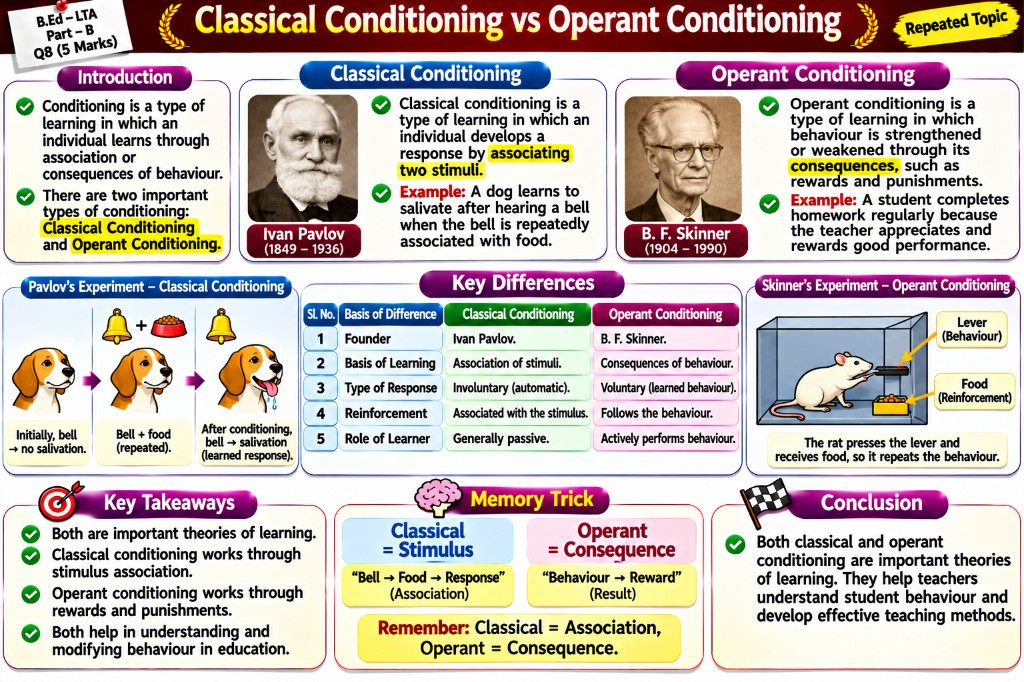 B.Ed – LTA
Part – B
Q8 (5 Marks)
Classical Conditioning vs Operant Conditioning
Repeated Topic
Introduction
Conditioning is a type of
learning in which an
individual learns through
association or
consequences of behaviour.
There are two important
types of conditioning:
Classical Conditioning
and Operant Conditioning.
Classical Conditioning
Ivan Pavlov
(1849 – 1936)
Classical conditioning is a
type of learning in which an
individual develops a
response by associating
two stimuli.
Example: A dog learns to
salivate after hearing a bell
when the bell is repeatedly
associated with food.
Operant Conditioning
B. F. Skinner
(1904 – 1990)
Operant conditioning is a
type of learning in which
behaviour is strengthened
or weakened through its
consequences, such as
rewards and punishments.
Example: A student completes
homework regularly because
the teacher appreciates and
rewards good performance.
Pavlov's Experiment – Classical Conditioning
+
Initially, bell
→ no salivation.
Bell + food
(repeated).
After conditioning,
bell → salivation
(learned response).
Key Differences
Sl. No. Basis of Difference Classical Conditioning Operant Conditioning
1 Founder Ivan Pavlov. B. F. Skinner.
2 Basis of Learning Association of stimuli. Consequences of behaviour.
3 Type of Response Involuntary (automatic). Voluntary (learned behaviour).
4 Reinforcement Associated with the stimulus. Follows the behaviour.
5 Role of Learner Generally passive. Actively performs behaviour.
Skinner's Experiment – Operant Conditioning
Lever
(Behaviour)
Food
(Reinforcement)
The rat presses the lever and
receives food, so it repeats the behaviour.
Key Takeaways
Both are important theories of learning.
Classical conditioning works through
stimulus association.
Operant conditioning works through
rewards and punishments.
Both help in understanding and
modifying behaviour in education.
Memory Trick
Classical
= Stimulus
"Bell → Food → Response"
(Association)
Operant
= Consequence
"Behaviour → Reward"
(Result)
Remember: Classical = Association,
Operant = Consequence.
Conclusion
Both classical and operant
conditioning are important theories
of learning. They help teachers
understand student behaviour and
develop effective teaching methods.